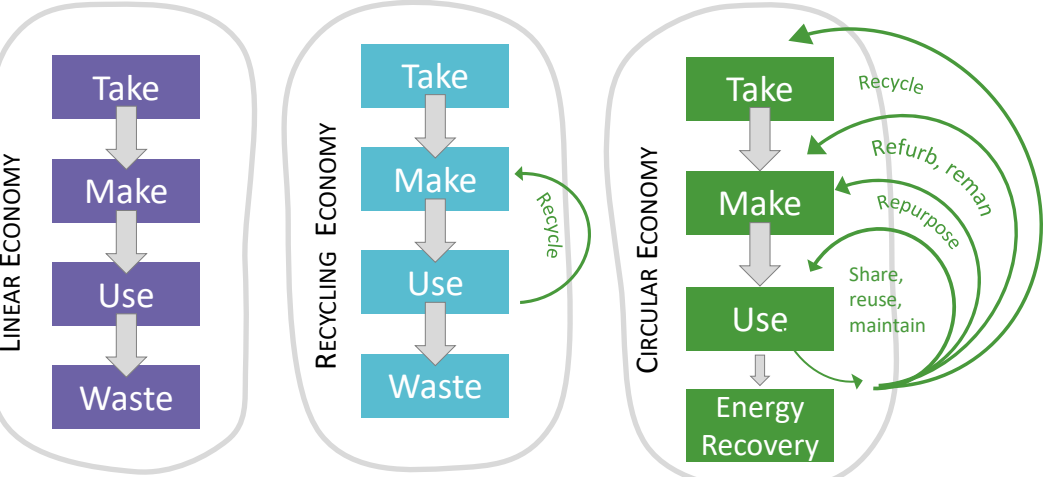 LINEAR ECONOMY
Take
Make
Use
Waste
RECYCLING ECONOMY
Take
Make
Use
Waste
Recycle
CIRCULAR ECONOMY
Take
Make
Use
Energy
Recovery
Recycle
Refurb, reman
Repurpose
Share,
reuse,
maintain